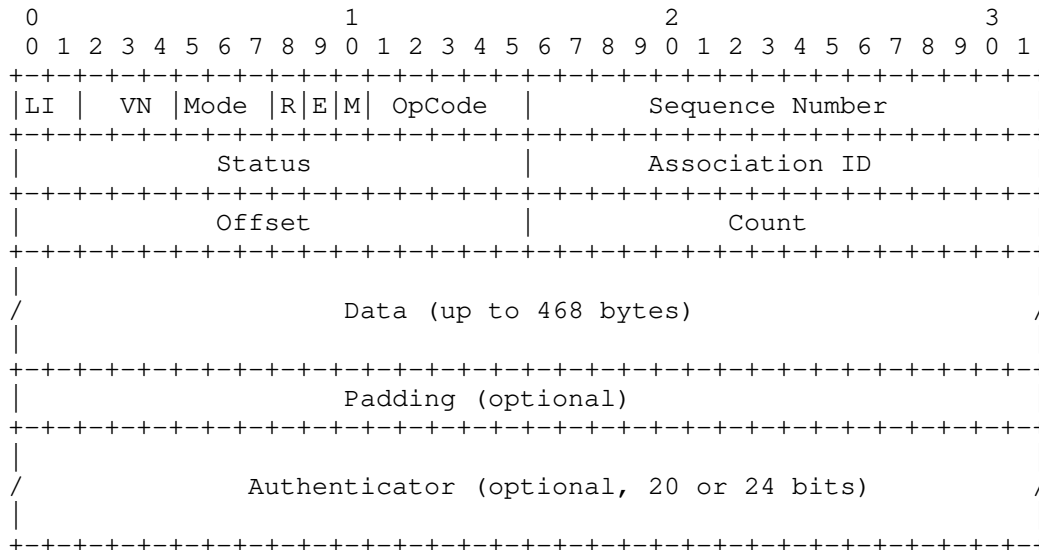 0                   1                   2                   3
 0 1 2 3 4 5 6 7 8 9 0 1 2 3 4 5 6 7 8 9 0 1 2 3 4 5 6 7 8 9 0 1
+-+-+-+-+-+-+-+-+-+-+-+-+-+-+-+-+-+-+-+-+-+-+-+-+-+-+-+-+-+-+-+--
|LI |  VN |Mode |R|E|M| OpCode  |       Sequence Number
+-+-+-+-+-+-+-+-+-+-+-+-+-+-+-+-+-+-+-+-+-+-+-+-+-+-+-+-+-+-+-+--
|            Status             |       Association ID
+-+-+-+-+-+-+-+-+-+-+-+-+-+-+-+-+-+-+-+-+-+-+-+-+-+-+-+-+-+-+-+--
|            Offset             |            Count
+-+-+-+-+-+-+-+-+-+-+-+-+-+-+-+-+-+-+-+-+-+-+-+-+-+-+-+-+-+-+-+--
|
/                    Data (up to 468 bytes)                     /
|
+-+-+-+-+-+-+-+-+-+-+-+-+-+-+-+-+-+-+-+-+-+-+-+-+-+-+-+-+-+-+-+--
|                    Padding (optional)
+-+-+-+-+-+-+-+-+-+-+-+-+-+-+-+-+-+-+-+-+-+-+-+-+-+-+-+-+-+-+-+--
|
/              Authenticator (optional, 20 or 24 bits)          /
|
+-+-+-+-+-+-+-+-+-+-+-+-+-+-+-+-+-+-+-+-+-+-+-+-+-+-+-+-+-+-+-+--